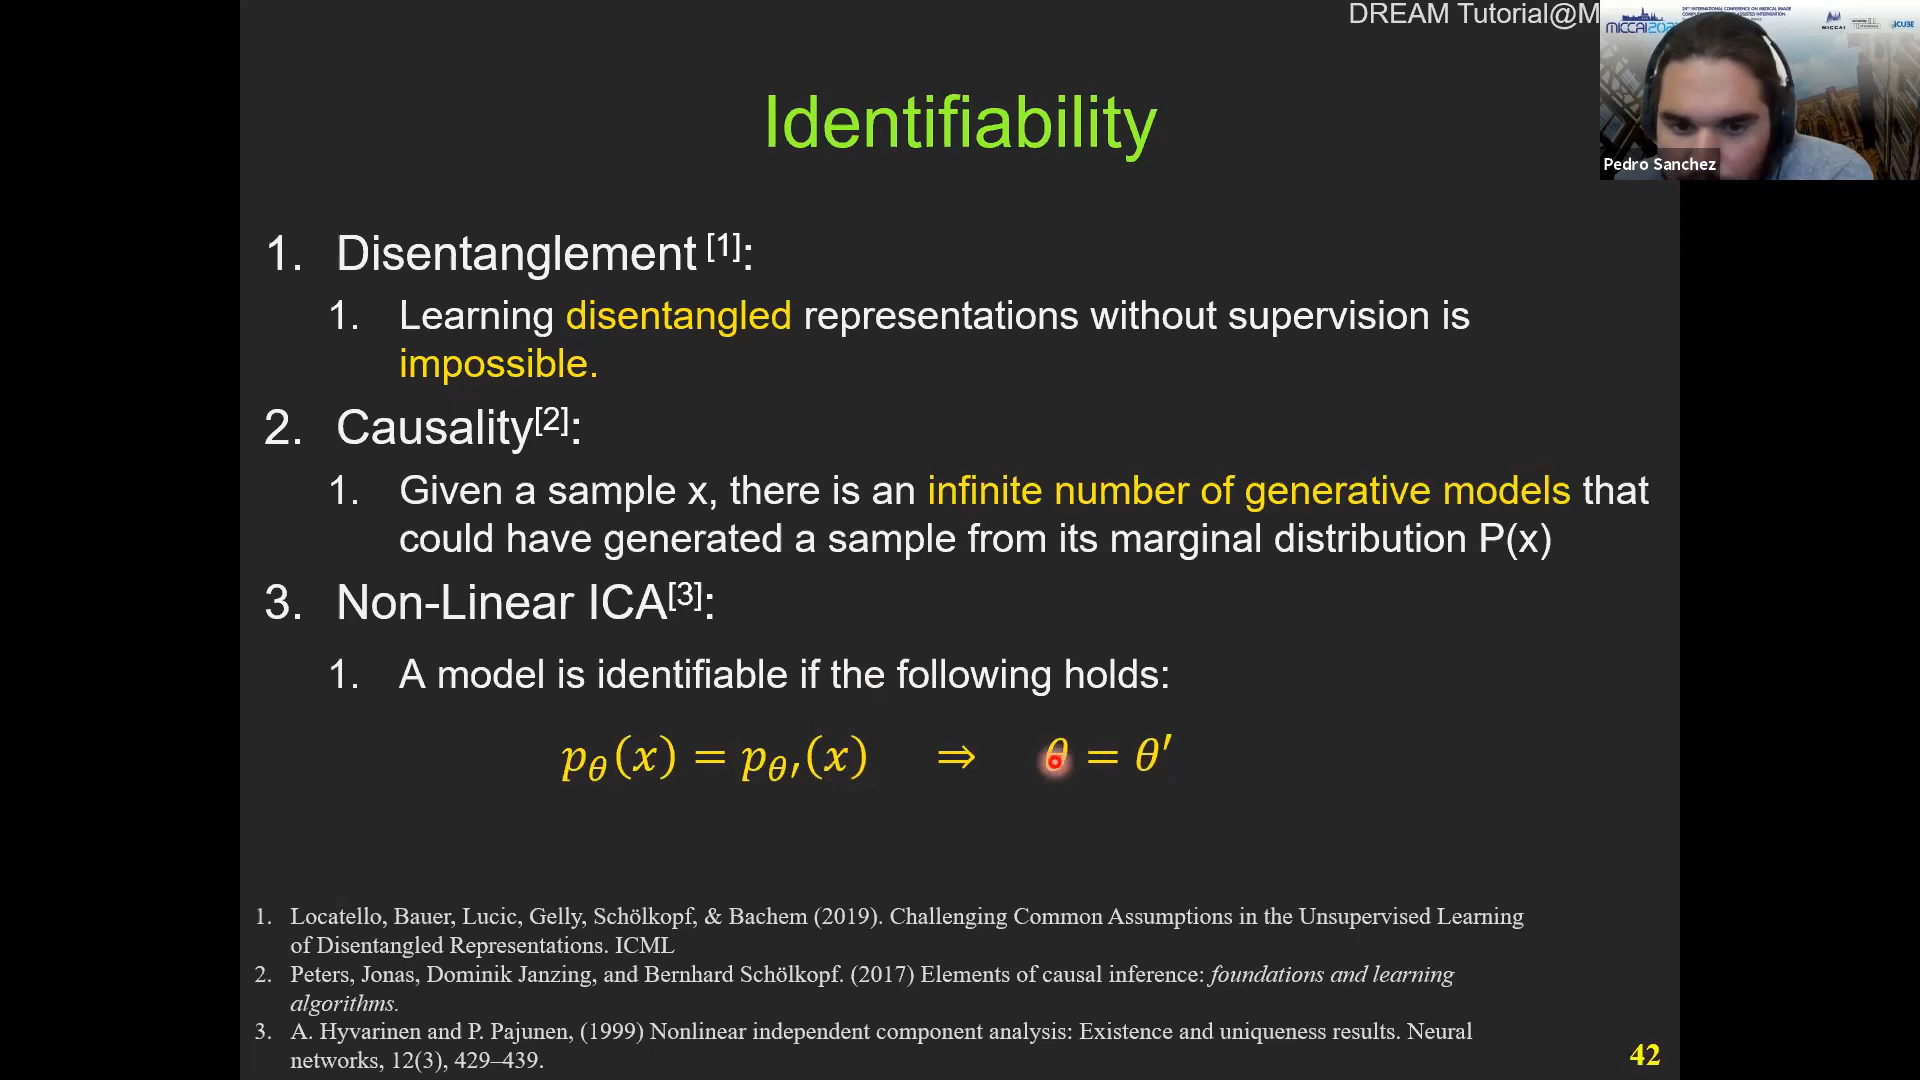 DREAM Tutorial@M
MICCAI202
MICCAI
iCUBE
Pedro Sanchez
Identifiability
1. Disentanglement [1]:
1. Learning disentangled representations without supervision is
impossible.
2. Causality[2]:
1. Given a sample x, there is an infinite number of generative models that
could have generated a sample from its marginal distribution P(x)
3. Non-Linear ICA[3]:
1. A model is identifiable if the following holds:
pθ(x) = pθ′(x) ⇒ θ = θ′
1. Locatello, Bauer, Lucic, Gelly, Schölkopf, & Bachem (2019). Challenging Common Assumptions in the Unsupervised Learning
of Disentangled Representations. ICML
2. Peters, Jonas, Dominik Janzing, and Bernhard Schölkopf. (2017) Elements of causal inference: foundations and learning
algorithms.
3. A. Hyvarinen and P. Pajunen, (1999) Nonlinear independent component analysis: Existence and uniqueness results. Neural
networks, 12(3), 429–439.
42